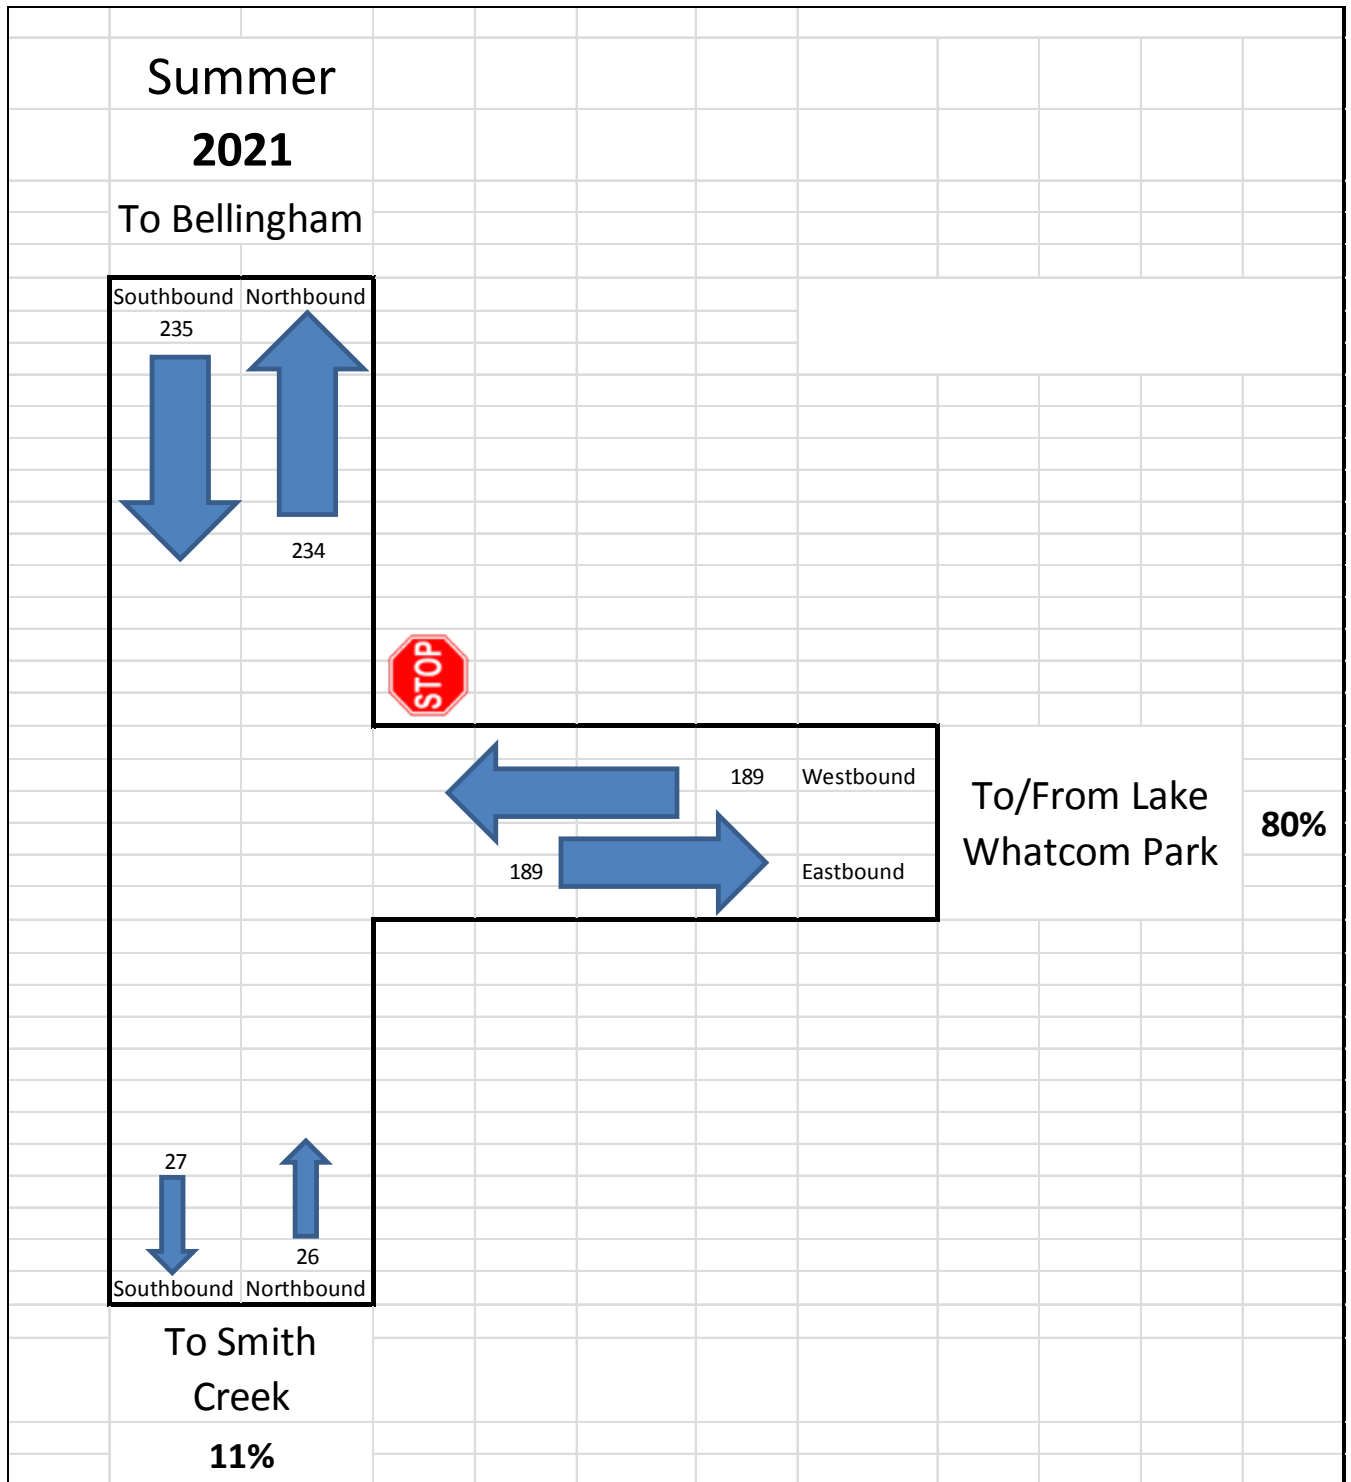 Summer
2021
To Bellingham
Southbound Northbound
235
234
STOP
189 Westbound
To/From Lake
Whatcom Park
80%
189 Eastbound
27
26
Southbound Northbound
To Smith
Creek
11%